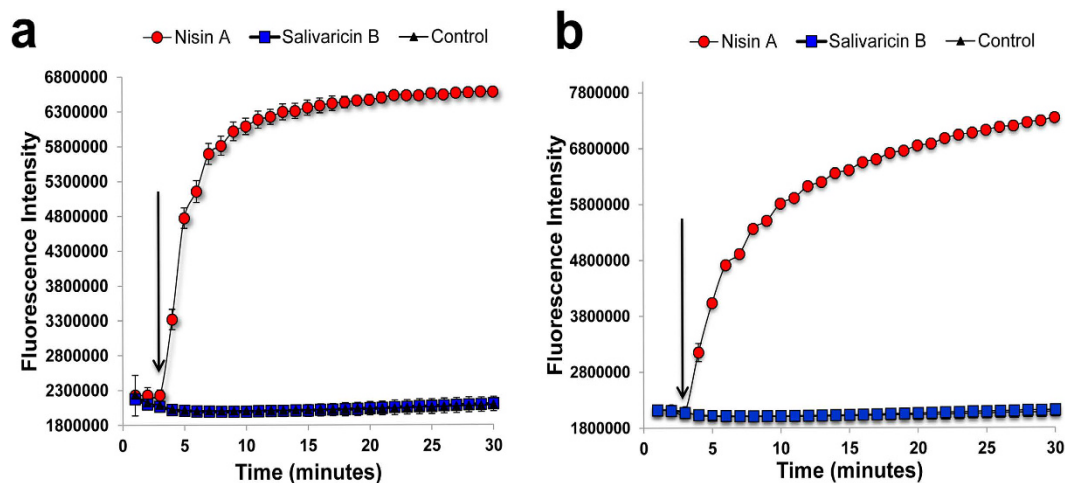 a
Nisin A Salivaricin B Control
6800000
6300000
5800000
5300000
4800000
4300000
3800000
3300000
2800000
2300000
1800000
Fluorescence Intensity
0 5 10 15 20 25 30
Time (minutes)
b
Nisin A Salivaricin B Control
7800000
6800000
5800000
4800000
3800000
2800000
1800000
Fluorescence Intensity
0 5 10 15 20 25 30
Time (minutes)